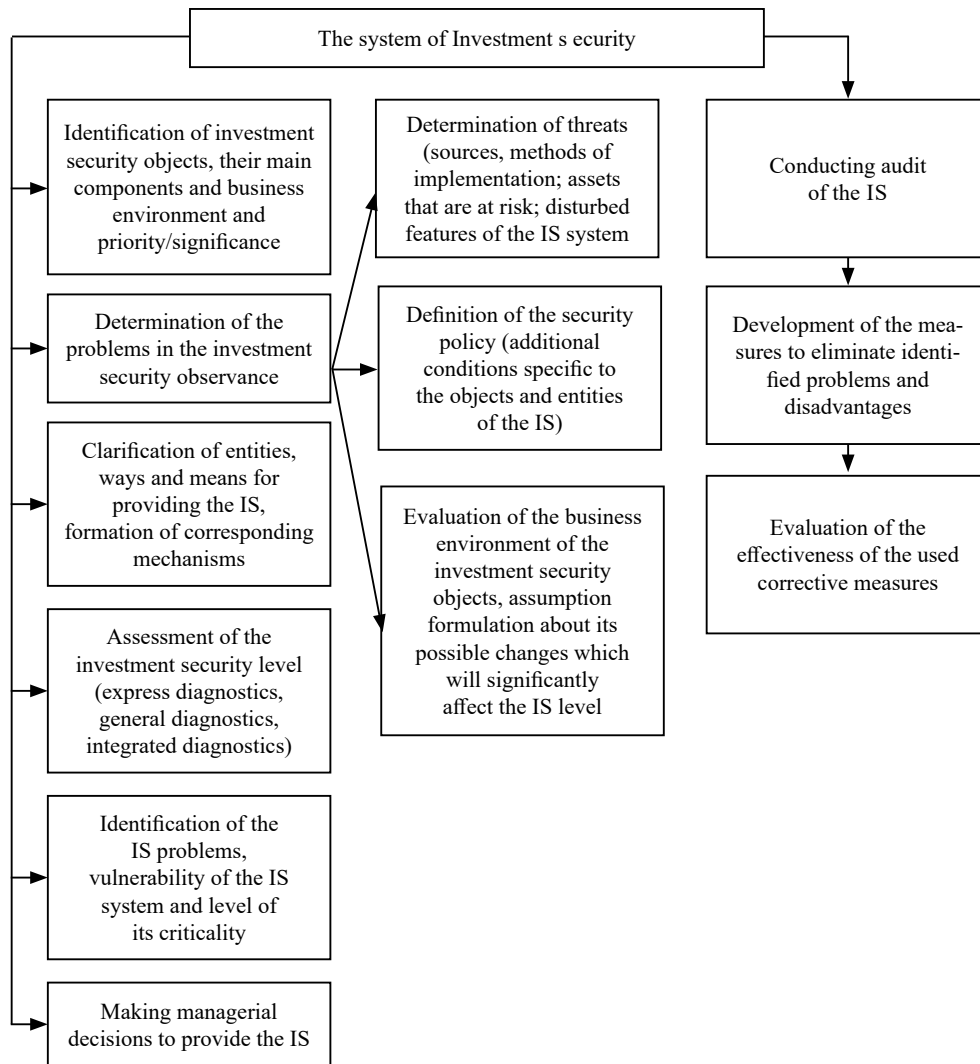 The system of Investment s ecurity
Identification of investment
security objects, their main
components and business
environment and
priority/significance
Determination of the
problems in the investment
security observance
Clarification of entities,
ways and means for
providing the IS,
formation of corresponding
mechanisms
Assessment of the
investment security level
(express diagnostics,
general diagnostics,
integrated diagnostics)
Identification of the
IS problems,
vulnerability of the IS
system and level of
its criticality
Making managerial
decisions to provide the IS
Determination of threats
(sources, methods of
implementation; assets
that are at risk; disturbed
features of the IS system
Definition of the security
policy (additional
conditions specific to
the objects and entities
of the IS)
Evaluation of the business
environment of the
investment security
objects, assumption
formulation about its
possible changes which
will significantly
affect the IS level
Conducting audit
of the IS
Development of the mea-
sures to eliminate identi-
fied problems and
disadvantages
Evaluation of the
effectiveness of the used
corrective measures